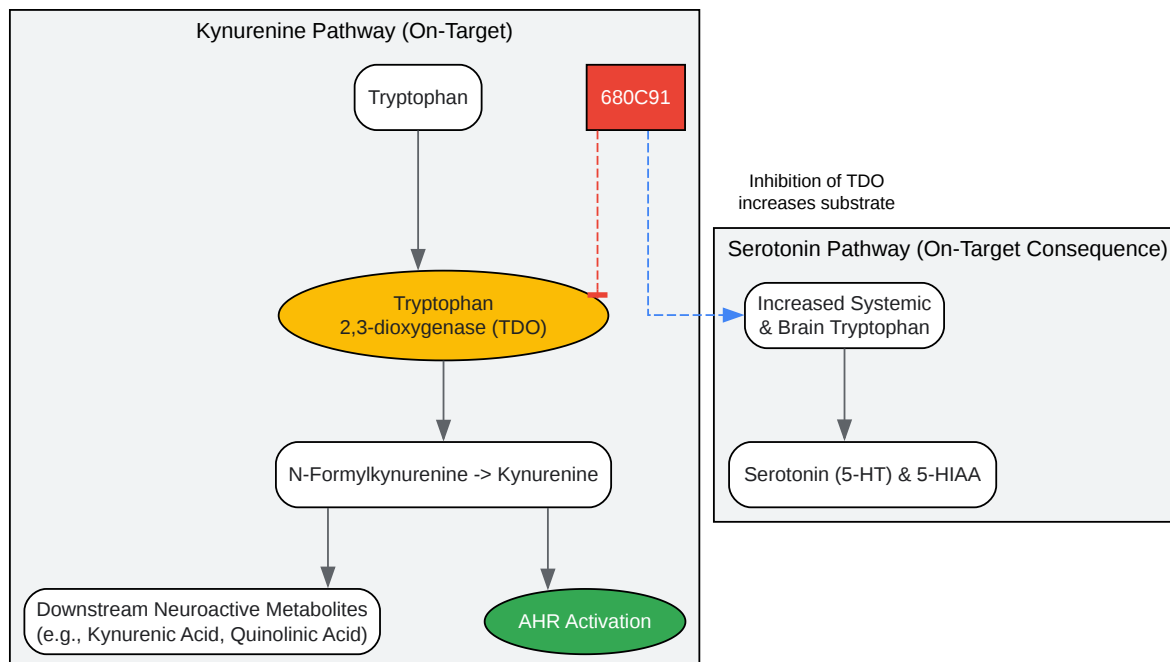 Kynurenine Pathway (On-Target)
Tryptophan
680C91
Inhibition of TDO
increases substrate
Serotonin Pathway (On-Target Consequence)
Tryptophan
2,3-dioxygenase (TDO)
Increased Systemic
& Brain Tryptophan
N-Formylkynurenine -> Kynurenine
Serotonin (5-HT) & 5-HIAA
Downstream Neuroactive Metabolites
(e.g., Kynurenic Acid, Quinolinic Acid)
AHR Activation